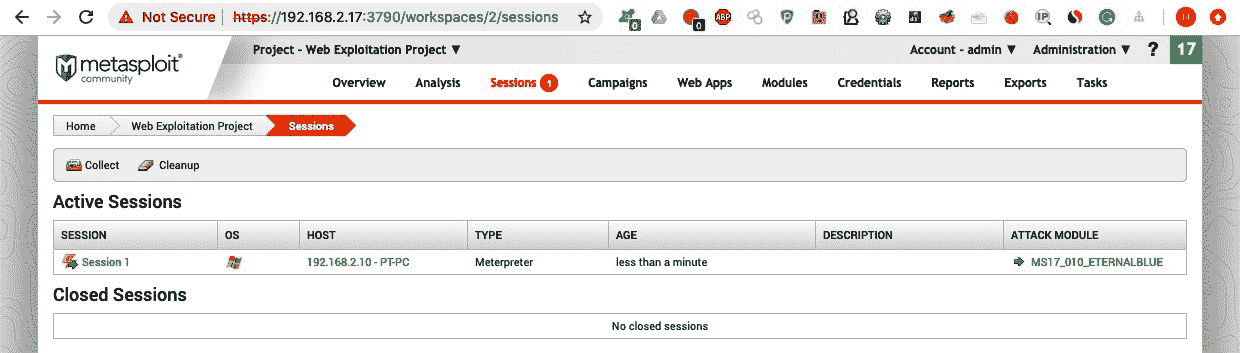 Not Secure https://192.168.2.17:3790/workspaces/2/sessions 0 0 ABP IP
metasploit® community Project - Web Exploitation Project ▼ Account - admin ▼ Administration ▼ ? 17
Overview Analysis Sessions 1 Campaigns Web Apps Modules Credentials Reports Exports Tasks
Home Web Exploitation Project Sessions
Collect Cleanup
Active Sessions
SESSION OS HOST TYPE AGE DESCRIPTION ATTACK MODULE
Session 1 192.168.2.10 - PT-PC Meterpreter less than a minute MS17_010_ETERNALBLUE
Closed Sessions
No closed sessions